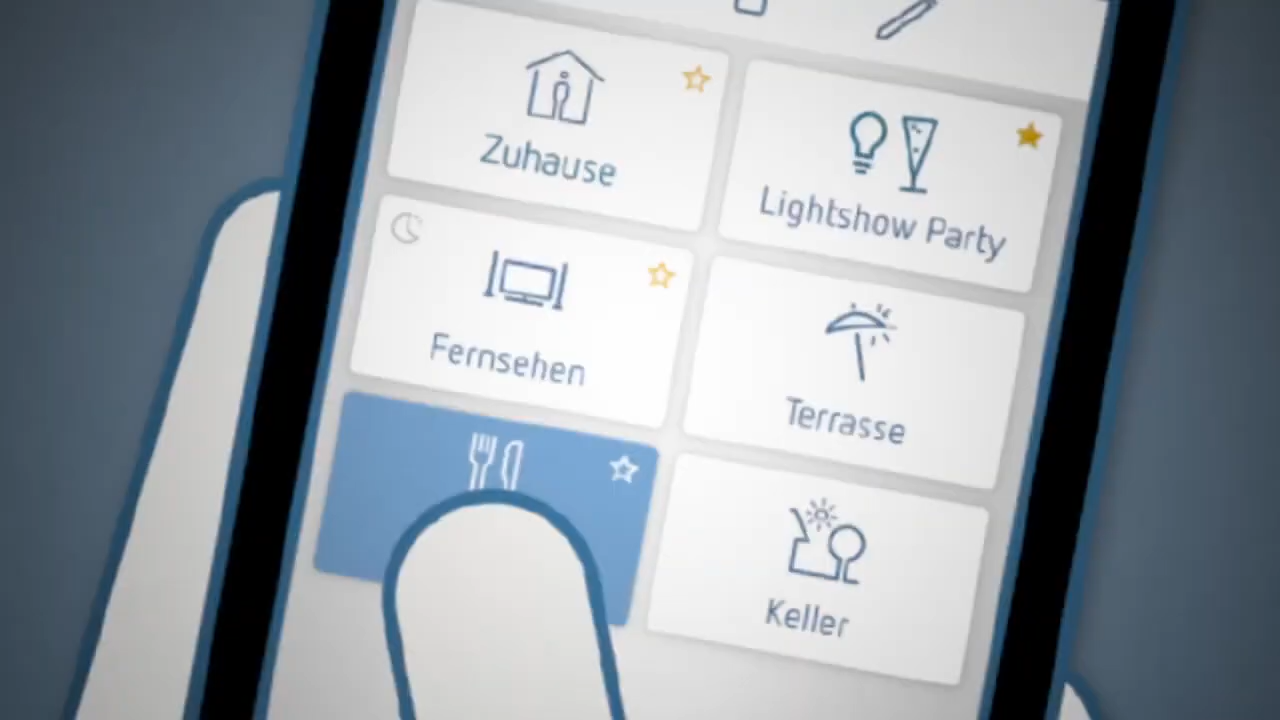 Zuhause
Lightshow Party
Fernsehen
Terrasse
Keller